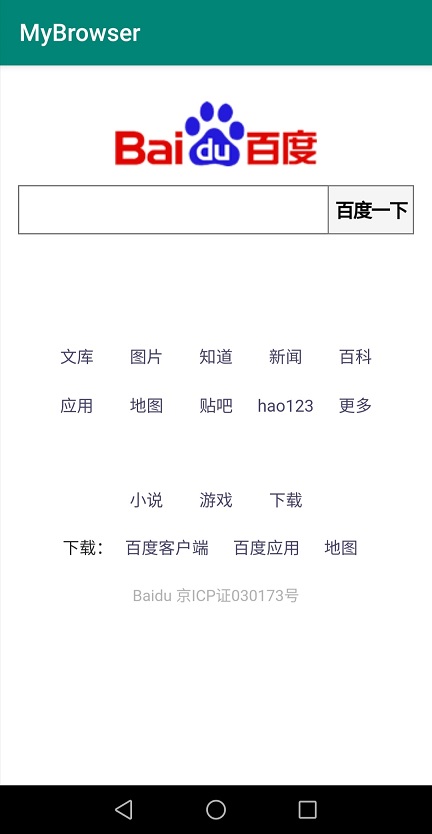 MyBrowser
Bai du 百度
百度一下
文库 图片 知道 新闻 百科
应用 地图 贴吧 hao123 更多
小说 游戏 下载
下载： 百度客户端 百度应用 地图
Baidu 京ICP证030173号